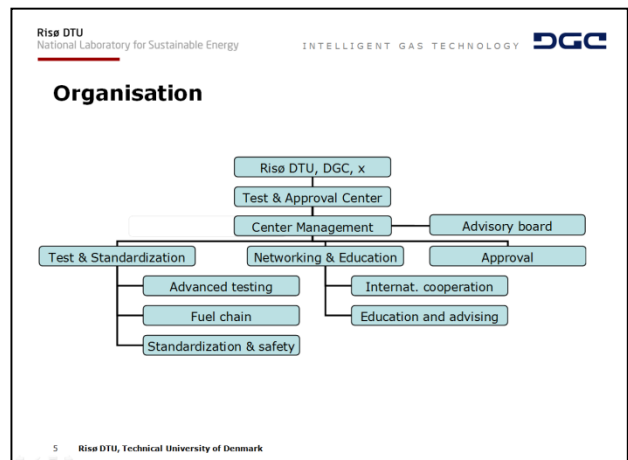 Risø DTU
National Laboratory for Sustainable Energy
INTELLIGENT GAS TECHNOLOGY DGC
Organisation
Risø DTU, DGC, x
Test & Approval Center
Center Management
Advisory board
Test & Standardization
Networking & Education
Approval
Advanced testing
Internat. cooperation
Fuel chain
Education and advising
Standardization & safety
5 Risø DTU, Technical University of Denmark